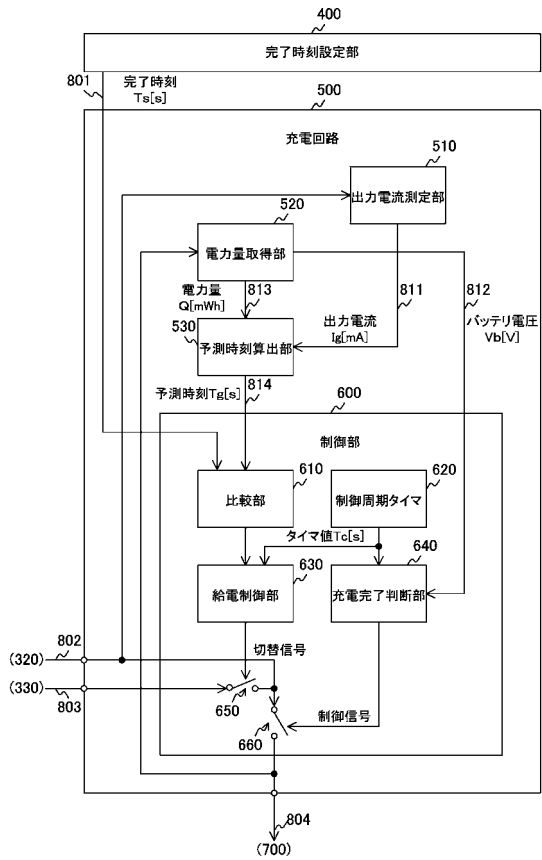 400
完了時刻設定部
801
完了時刻
Ts[s]
500
充電回路
510
出力電流測定部
520
電力量取得部
電力量
Q[mWh]
813
811
812
530
出力電流
Ig[mA]
バッテリ電圧
Vb[V]
予測時刻算出部
予測時刻Tg[s]
814
600
制御部
610
620
比較部
制御周期タイマ
タイマ値Tc[s]
630
640
給電制御部
充電完了判断部
802
切替信号
(320)
(330)
803
650
制御信号
660
804
(700)